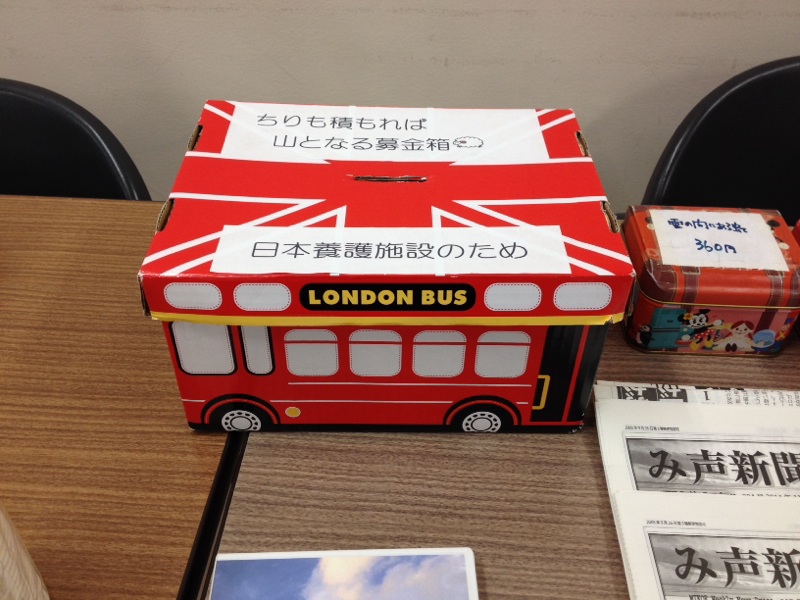 ちりも積もれば
山となる募金箱
日本養護施設のため
LONDON BUS
360円
み声新聞
み声新